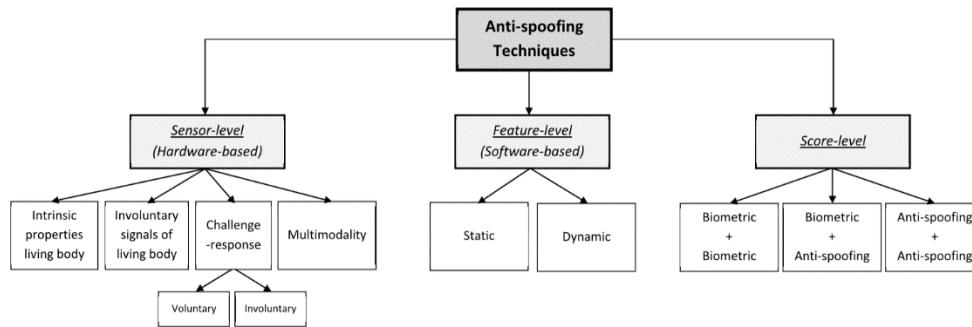 Anti-spoofing
Techniques
Sensor-level
(Hardware-based)
Feature-level
(Software-based)
Score-level
Intrinsic
properties
living body
Involuntary
signals of
living body
Challenge
-response
Multimodality
Static
Dynamic
Biometric
+
Biometric
Biometric
+
Anti-spoofing
Anti-spoofing
+
Anti-spoofing
Voluntary
Involuntary